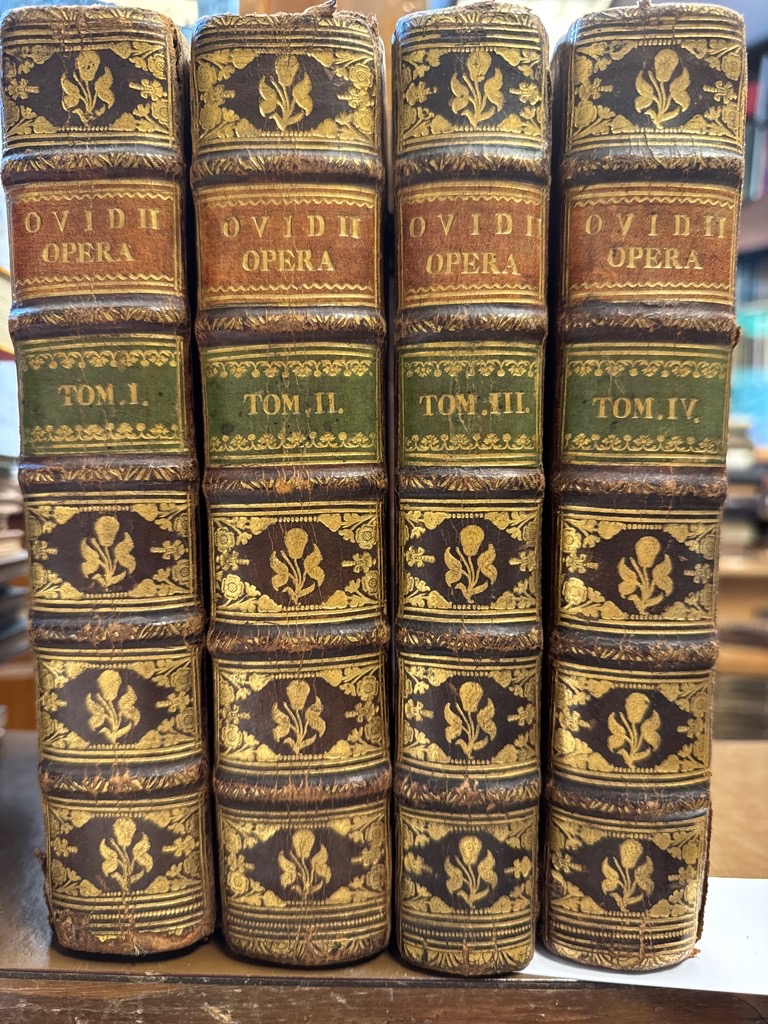 OVIDII
OPERA
TOM. I.
OVIDII
OPERA
TOM. II.
OVIDII
OPERA
TOM. III.
OVIDII
OPERA
TOM. IV.